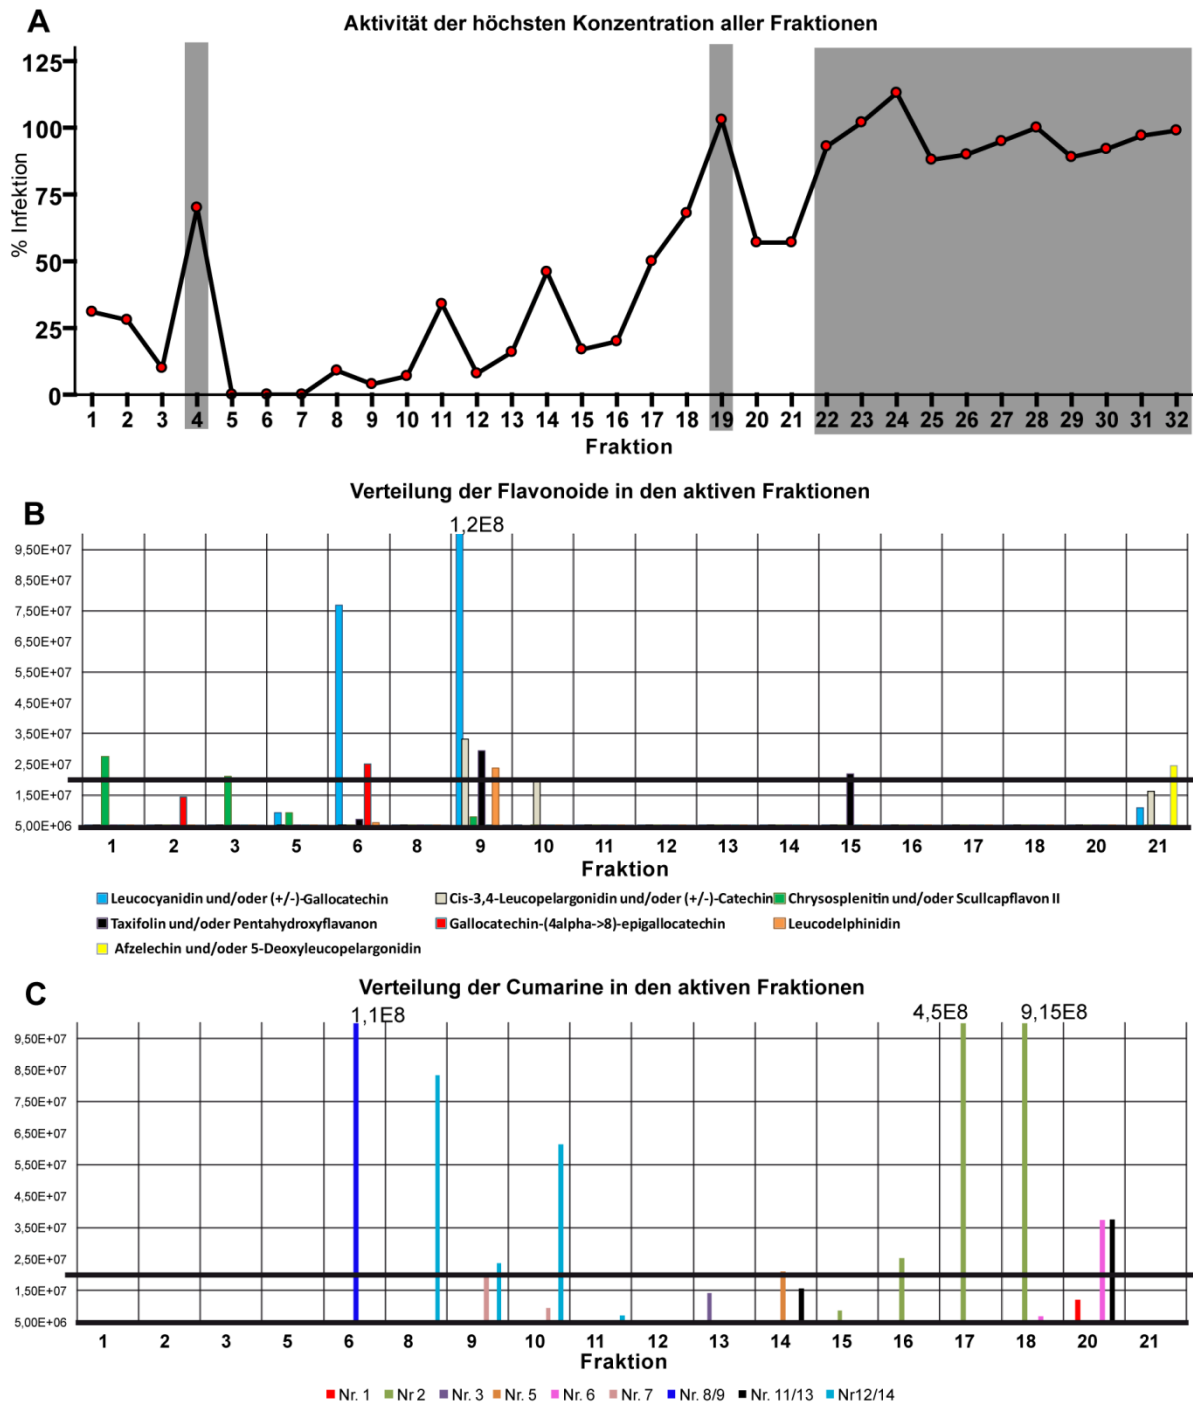 A
Aktivität der höchsten Konzentration aller Fraktionen
% Infektion
125
100
75
50
25
0
1 2 3 4 5 6 7 8 9 10 11 12 13 14 15 16 17 18 19 20 21 22 23 24 25 26 27 28 29 30 31 32
Fraktion
B
Verteilung der Flavonoide in den aktiven Fraktionen
1,2E8
9,50E+07
8,50E+07
7,50E+07
6,50E+07
5,50E+07
4,50E+07
3,50E+07
2,50E+07
1,50E+07
5,00E+06
1 2 3 5 6 8 9 10 11 12 13 14 15 16 17 18 20 21
Fraktion
Leucocyanidin und/oder (+/-)-Gallocatechin Cis-3,4-Leucopelargonidin und/oder (+/-)-Catechin Chrysosplenitin und/oder Scullcapflavon II
Taxifolin und/oder Pentahydroxyflavanon Gallocatechin-(4alpha->8)-epigallocatechin Leucodelphinidin
Afzelechin und/oder 5-Deoxyleucopelargonidin
C
Verteilung der Cumarine in den aktiven Fraktionen
1,1E8 4,5E8 9,15E8
9,50E+07
8,50E+07
7,50E+07
6,50E+07
5,50E+07
4,50E+07
3,50E+07
2,50E+07
1,50E+07
5,00E+06
1 2 3 5 6 8 9 10 11 12 13 14 15 16 17 18 20 21
Fraktion
Nr. 1 Nr 2 Nr. 3 Nr. 5 Nr. 6 Nr. 7 Nr. 8/9 Nr. 11/13 Nr12/14